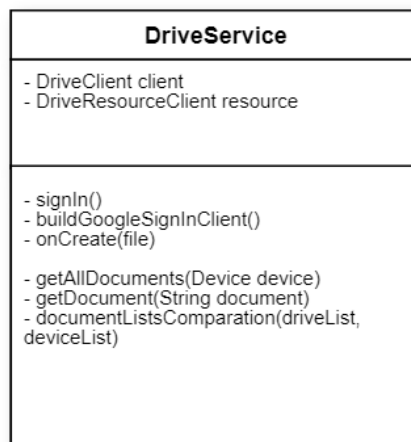 DriveService
- DriveClient client
- DriveResourceClient resource
- signIn()
- buildGoogleSignInClient()
- onCreate(file)
- getAllDocuments(Device device)
- getDocument(String document)
- documentListsComparation(driveList,
deviceList)